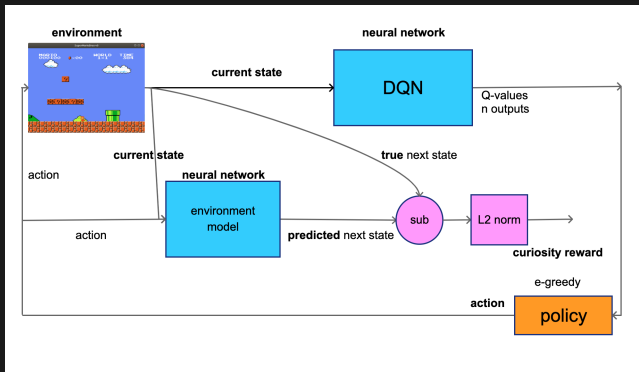 environment
neural network
current state
DQN
Q-values
n outputs
current state
true next state
action
neural network
environment
model
sub
L2 norm
action
predicted next state
curiosity reward
e-greedy
action
policy